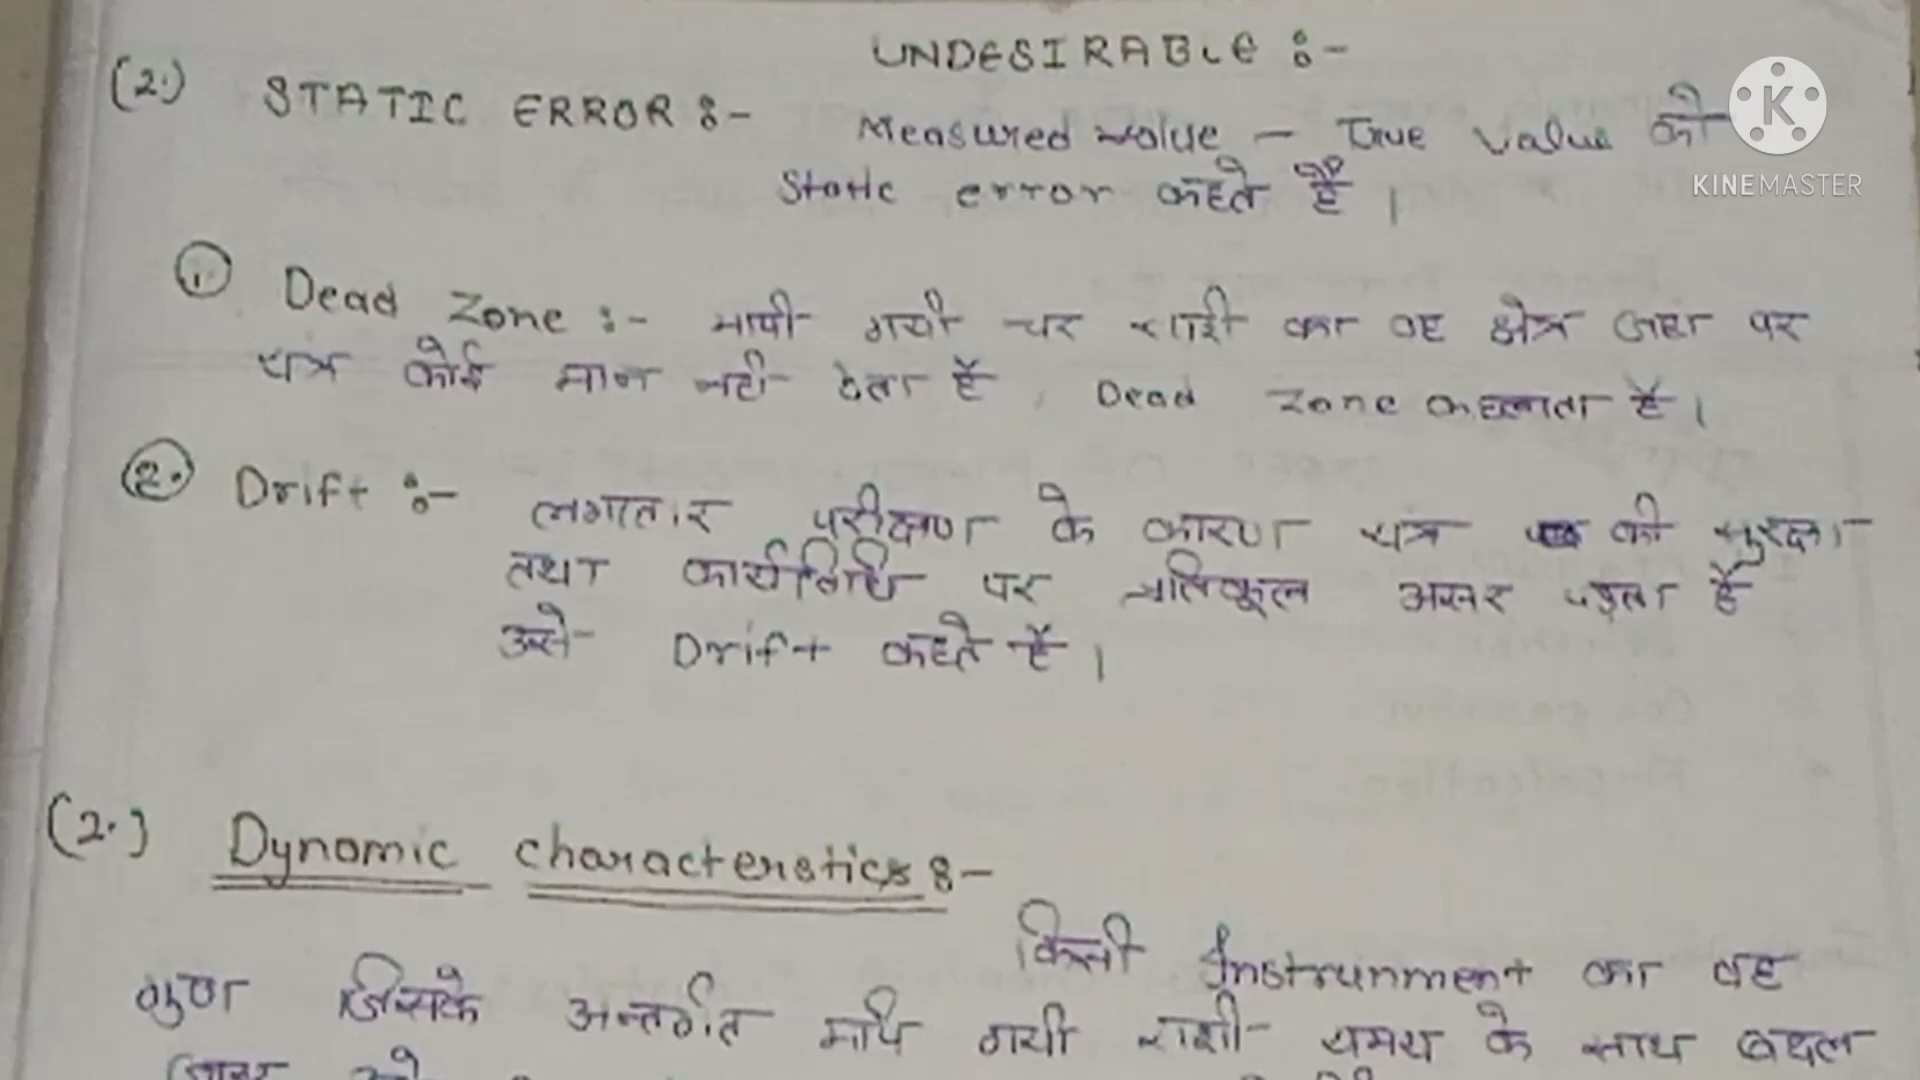 UNDESIRABLE :-
(2.) STATIC ERROR :- Measured value - True value को
Static error कहते हैं ।
① Dead Zone :- मापी गयी चर राशी का वह क्षेत्र जहा पर
यंत्र कोई मान नही देता है , Dead Zone कहलाता है ।
②. Drift :- लगातार परीक्षण के कारण यंत्र की सुरक्षा
तथा कार्यविधि पर प्रतिकूल असर पड़ता है
उसे Drift कहते है ।
(2.) Dynamic characteristics :-
किसी Instrunment का वह
गुण जिसके अन्तर्गत मापि गयी राशी समय के साथ बदल
KINEMASTER